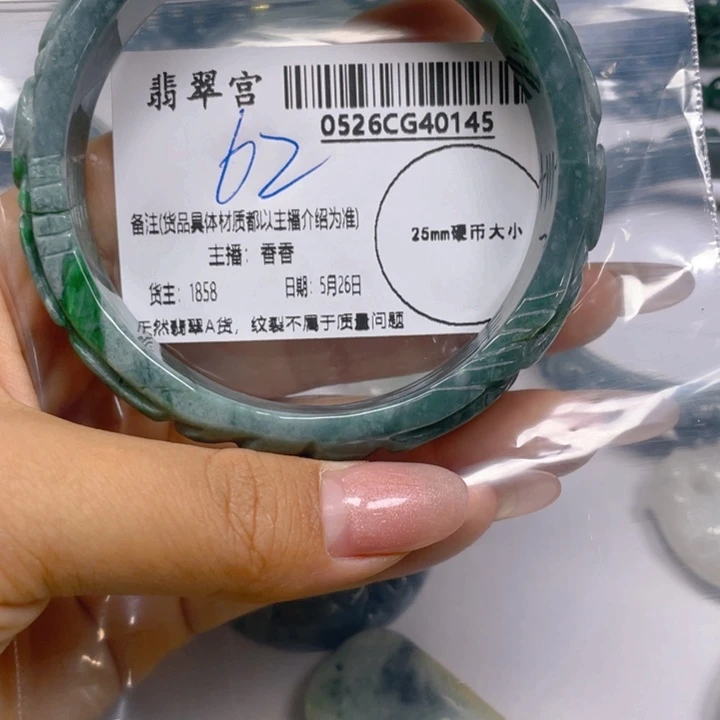 翡翠宫
0526CG40145
62
备注(货品具体材质都以主播介绍为准)
25mm硬币大小
主播：香香
货主：1858 日期：5月26日
天然翡翠A货，纹裂不属于质量问题